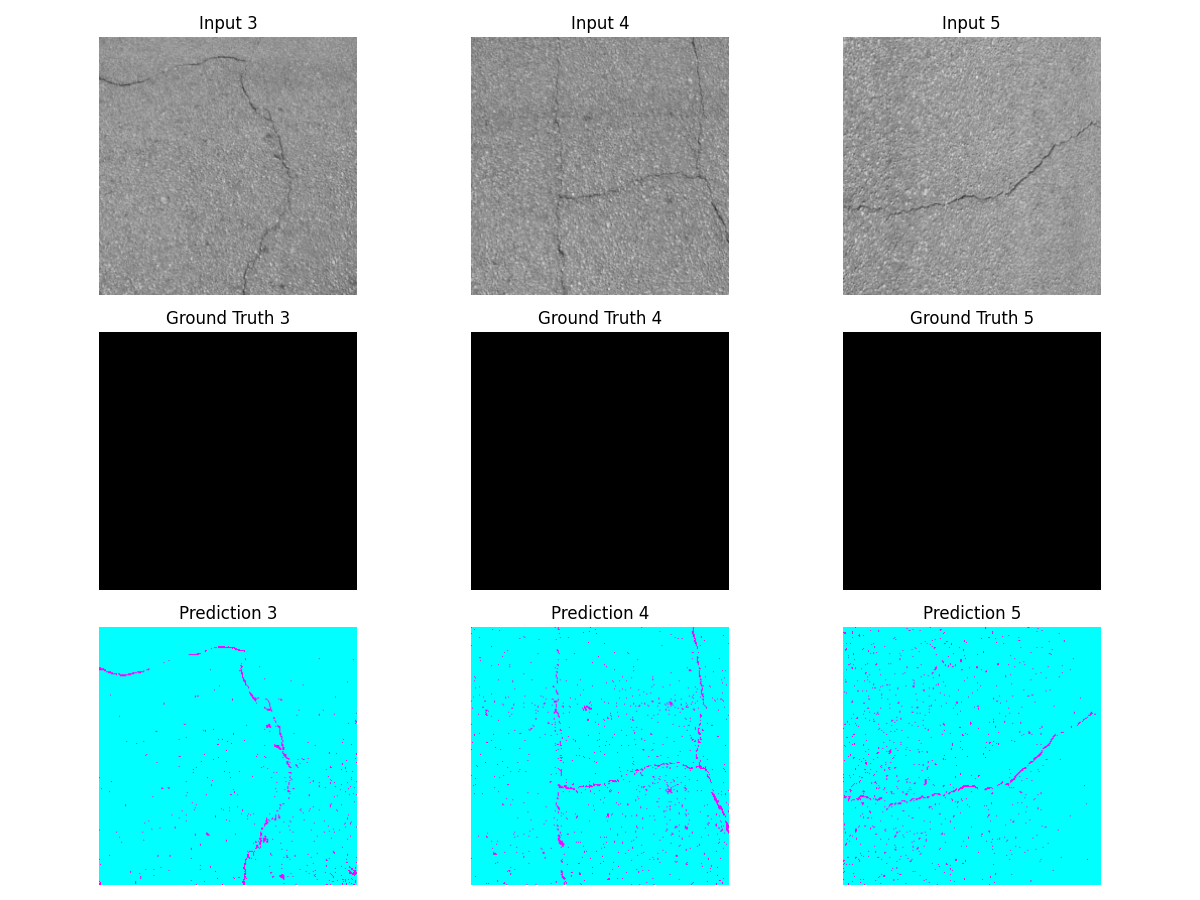 Input 3
Input 4
Input 5
Ground Truth 3
Ground Truth 4
Ground Truth 5
Prediction 3
Prediction 4
Prediction 5